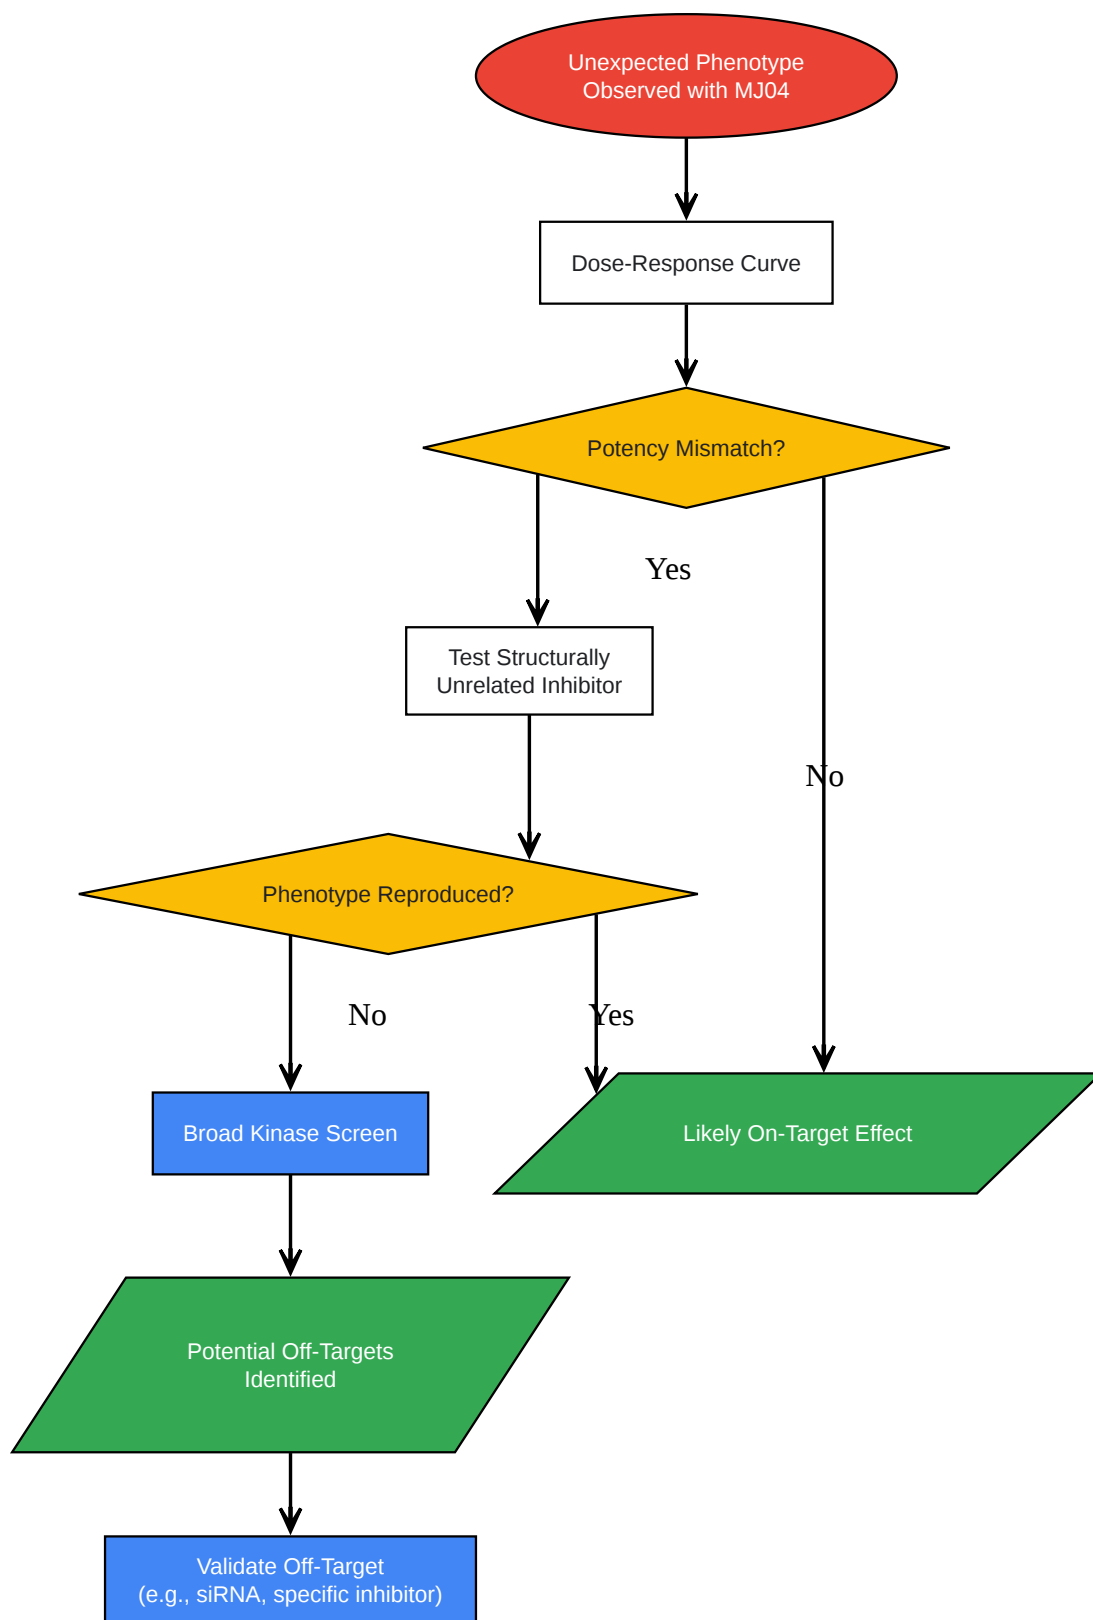 Unexpected Phenotype
Observed with MJ04
Dose-Response Curve
Potency Mismatch?
Yes
Test Structurally
Unrelated Inhibitor
No
Phenotype Reproduced?
No
Yes
Broad Kinase Screen
Likely On-Target Effect
Potential Off-Targets
Identified
Validate Off-Target
(e.g., siRNA, specific inhibitor)